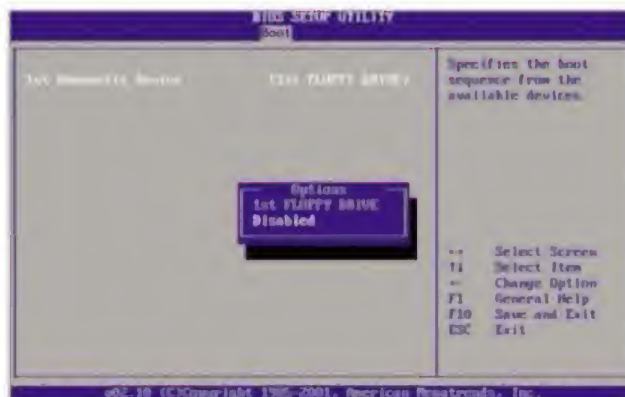 BIOS SETUP UTILITY
Boot
1st Removable Device [1st FLOPPY DRIVE]
Specifies the boot
sequence from the
available devices.
Options
1st FLOPPY DRIVE
Disabled
Select Screen
↑↓ Select Item
Change Option
F1 General Help
F10 Save and Exit
ESC Exit
v02.10 (C)Copyright 1985-2001, American Megatrends, Inc.